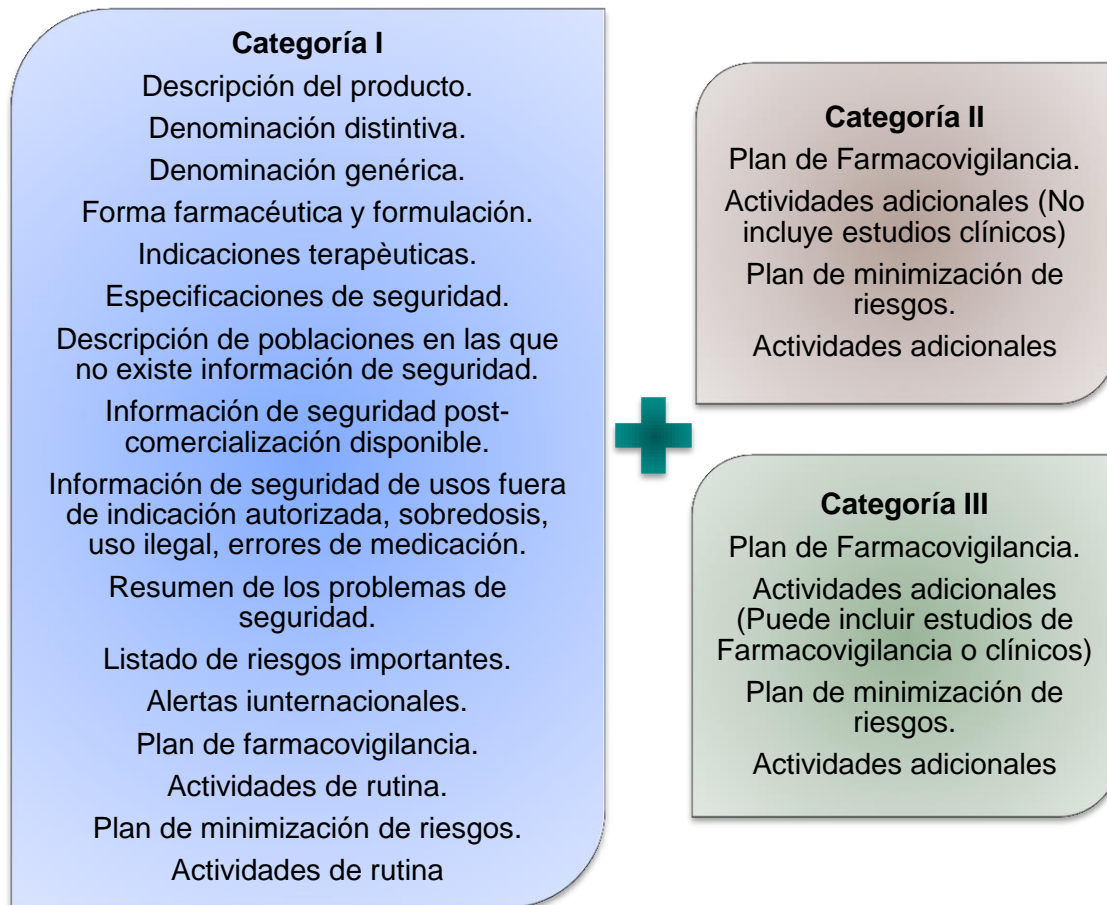 Categoría I
Descripción del producto.
Denominación distintiva.
Denominación genérica.
Forma farmacéutica y formulación.
Indicaciones terapèuticas.
Especificaciones de seguridad.
Descripción de poblaciones en las que
no existe información de seguridad.
Información de seguridad post-
comercialización disponible.
Información de seguridad de usos fuera
de indicación autorizada, sobredosis,
uso ilegal, errores de medicación.
Resumen de los problemas de
seguridad.
Listado de riesgos importantes.
Alertas iunternacionales.
Plan de farmacovigilancia.
Actividades de rutina.
Plan de minimización de riesgos.
Actividades de rutina
Categoría II
Plan de Farmacovigilancia.
Actividades adicionales (No
incluye estudios clínicos)
Plan de minimización de
riesgos.
Actividades adicionales
Categoría III
Plan de Farmacovigilancia.
Actividades adicionales
(Puede incluir estudios de
Farmacovigilancia o clínicos)
Plan de minimización de
riesgos.
Actividades adicionales